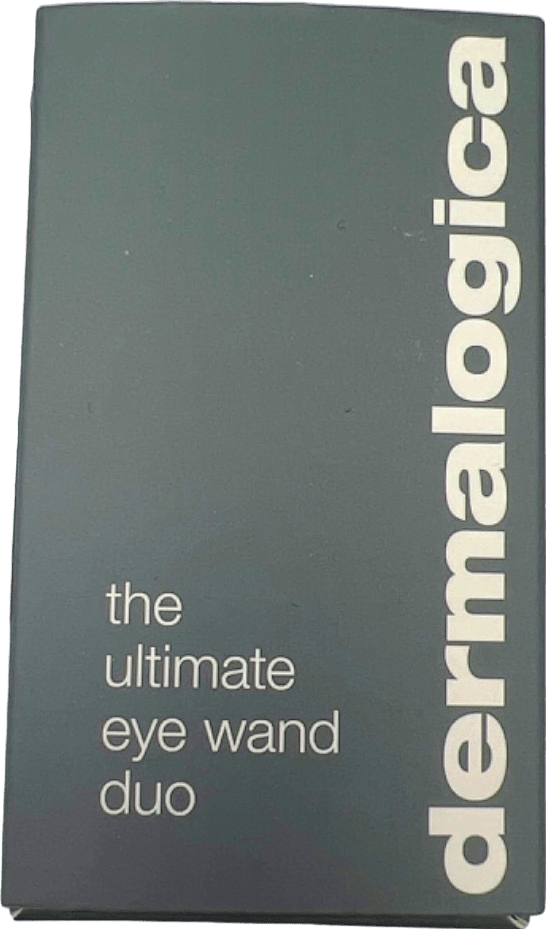 the
ultimate
eye wand
duo
dermalogica